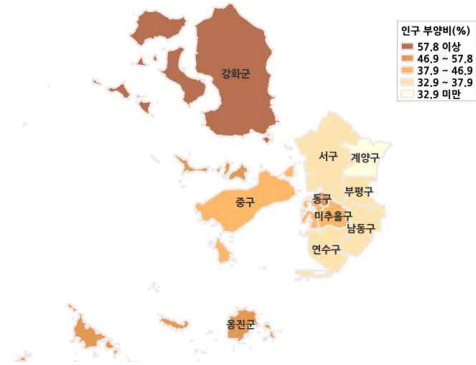 인구 부양비(%)
57.8 이상
46.9 ~ 57.8
37.9 ~ 46.9
32.9 ~ 37.9
32.9 미만
강화군
서구
계양구
부평구
중구
동구
미추홀구
남동구
연수구
옹진군